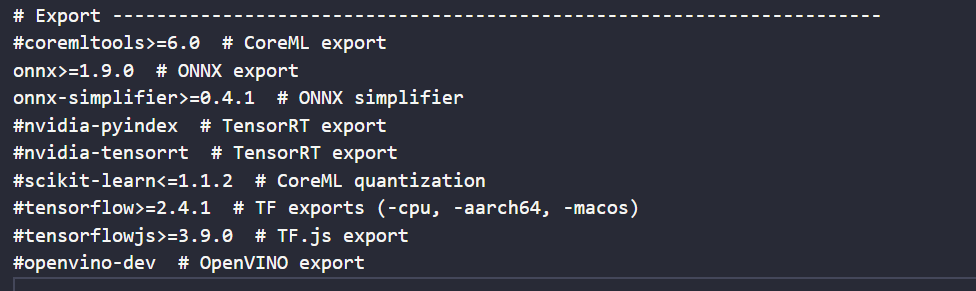 # Export ----------------------------------------------------------------------
#coremltools>=6.0  # CoreML export
onnx>=1.9.0  # ONNX export
onnx-simplifier>=0.4.1  # ONNX simplifier
#nvidia-pyindex  # TensorRT export
#nvidia-tensorrt  # TensorRT export
#scikit-learn<=1.1.2  # CoreML quantization
#tensorflow>=2.4.1  # TF exports (-cpu, -aarch64, -macos)
#tensorflowjs>=3.9.0  # TF.js export
#openvino-dev  # OpenVINO export